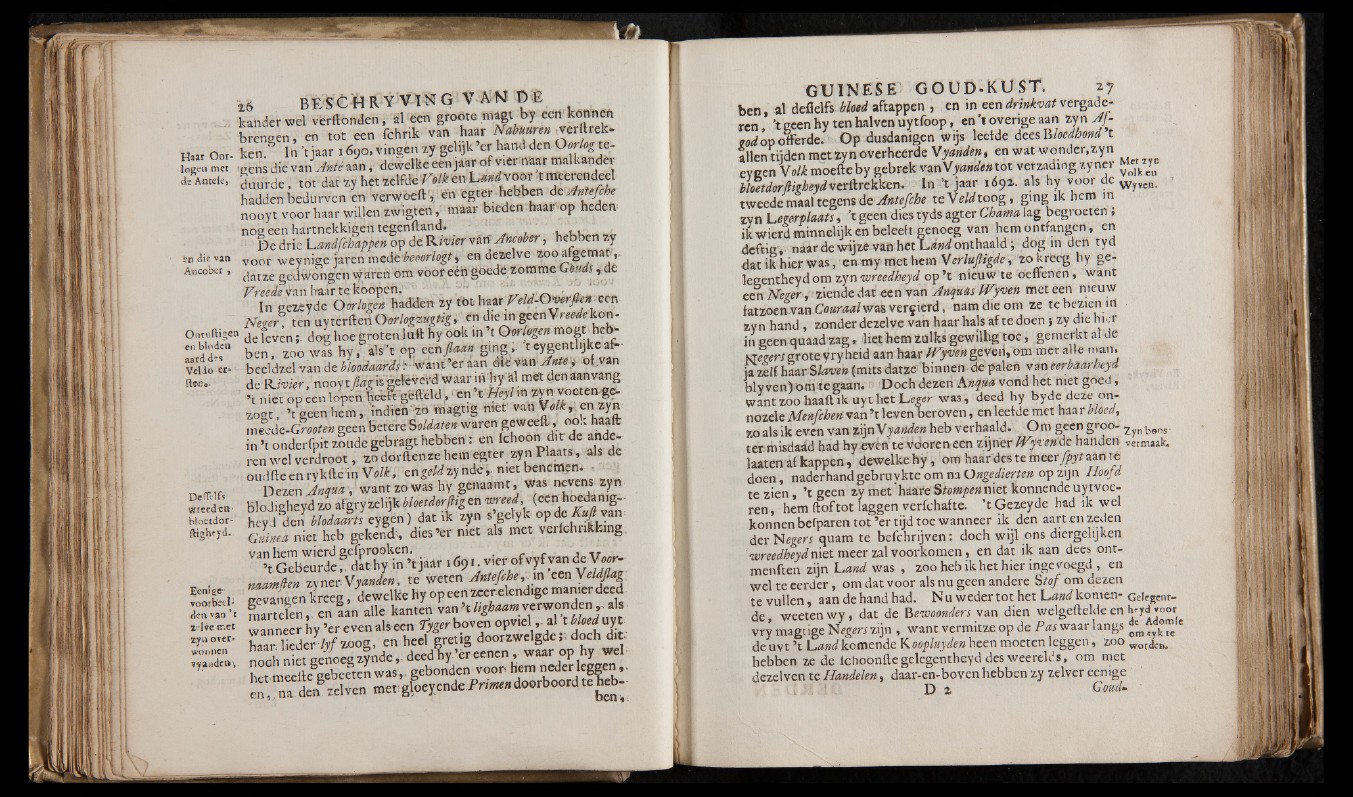 26 BESCHRYVING VAN DE
kander wel verstonden, al een groote magt by een konnen
brengen, en tot een schrik van haar Nabuuren verstrek-
ken. In 't jaar 1690, vingen zy gelijk 'er hand den Oorlog te-
gens die van Ante aan, dewelke een jaar of vier naar malkander
duurde, tot dat zy het zelfde Volk en Land voor 't meerendeel
hadden bedurven en verwoest, en egter hebben de Antesche
nooyt voor haar willen zwigten, maar bieden haar op heden
nog een hartnekkigen tegenstand.
Haar Oor-
logen met
de Antese,
De drie Landschappen op de Rivier van Ancober, hebben zy
voor weynige jaren mede beoorlogt, en dezelve zoo afgemat,
dat ze gedwongen waren om voor een goede somme Gouds, de
Vreede van haar te koopen.
en die van
Ancober,
In gezeyde Oorlogen hadden zy tot haar Veld-Oversten een
Neger, ten uytersten Oorlogzugtig, en die in geen Vreede kon-
de leven; dog hoe groten lust hy ook in 't Oorlogen mogt heb-
ben, zoo was hy, als 't op een slaan ging, 't eygentlijke af-
beeldzel van de bloodaards: want 'er aan die van Ante, of van
de Rivier, nooyt slag is geleverd waar in hy al met den aanvang
't niet op een lopen heeft gesteld, en 't Heyl in zyn voeten ge-
zogt, 't geen hem, indien zo magtig niet van Volk, en zyn
meede-Grooten geen betere Soldaten waren geweest, ook haast
in 't onderspit zoude gebragt hebben: en schoon dit de ande-
ren wel verdroot, zo dorsten ze hem egter zyn Plaats, als de
oudste en rykste in Volk, en geld zynde, niet benemen.
Onrustigen
en bloden
aard des
Veld o er-
sten.
Dezen Anqua, want zo was hy genaamt, was nevens zyn
blodigheyd zo afgryzelijk bloetdorstig en wreed, (een hoedanig-
heyd den blodaarts eygen) dat ik zyn s'gelyk op de Kust van
Guinea niet heb gekend, dies 'er niet als met verschrikking
van hem wierd gesprooken.
Desselfs
wreed en
bloetdor-
stigheyd.
't Gebeurde, dat hy in 't jaar 1691. vier of vyf van de Voor-
naamsten zyner Vyanden, te weten Antesche, in 'een Veldslag
gevangen kreeg, dewelke hy op een zeer elendige manier deed
martelen, en aan alle kanten van 't lighaam verwonden, als
wanneer hy 'er even als een Tyger boven opviel, al 't bloed uyt
haar lieder lyf zoog, en heel gretig doorzwelgde; doch dit
noch niet genoeg zynde, deed hy 'er eenen, waar op hy wel
het meeste gebeeten was, gebonden voor hem neder leggen,
en, na den zelven met gloeyende Priemen doorboord te heb-
ben,
Eenige
voorbeel-
den van 't
zelve met
zyn over-
wonnen
vyanden,
GUINESE GOUD-KUST. 27
ben, al desselfs bloed aftappen, en in een drinkvat vergade-
ren, 't geen hy ten halven uytsoop, en 't overige aan zyn Af-
god op offerde. Op dusdanigen wijs leefde dees Bloedhond 't
allen tijden met zyn overheerde Vyanden, en wat wonder, zyn
eygen Volk moeste by gebrek van Vyanden tot verzading zyner
bloetdorstigheyd verstrekken. In 't jaar 1692. als hy voor de
tweede maal tegens de Antesche te Veld toog, ging ik hem in
zyn Legerplaats, 't geen dies tyds agter Chama lag begroeten;
ik wierd minnelijk en beleeft genoeg van hem ontfangen, en
deftig, naar de wijze van het Land onthaald; dog in den tyd
dat ik hier was, en my met hem Verlustigde, zo kreeg hy ge-
legentheyd om zyn wreedheyd op 't nieuw te oeffenen, want
een Neger, ziende dat een van Anquas Wyven met een nieuw
fatzoen van Couraal was verçierd, nam die om ze te bezien in
zyn hand, zonder dezelve van haar hals af te doen; zy die hier
in geen quaad zag, liet hem zulks gewillig toe, gemerkt al de
Negers grote vryheid aan haar Wyven geven, om met alle man,
ja zelf haar Slaven (mits datze binnen de palen van eerbaarheyd
blyven) om te gaan. Doch dezen Anqua vond het niet goed,
want zoo haast ik uyt het Leger was, deed hy byde deze on-
nozele Menschen van 't leven beroven, en leefde met haar bloed,
zo als ik even van zijn Vyanden heb verhaald. Om geen groo-
ter misdaad had hy even te vooren een zijner Wyven de handen
laaten af kappen, dewelke hy, om haar des te meer spyt aan te
doen, naderhand gebruykte om na Ongedierten op zijn Hoofd
te zien, 't geen zy met haare Stompen niet konnende uytvoe-
ren, hem stof tot laggen verschafte. 't Gezeyde had ik wel
konnen besparen tot 'er tijd toe wanneer ik den aart en zeden
der Negers quam te beschrijven: doch wijl ons diergelijken
wreedheyd niet meer zal voorkomen, en dat ik aan dees ont-
mensten zijn Land was, zoo heb ik het hier ingevoegd, en
wel te eerder, om dat voor als nu geen andere Stof om dezen
te vullen, aan de hand had. Nu weder tot het Land komen-
de, weeten wy, dat de Bewoonders van dien welgestelde en
vry magtige Negers zijn, want vermitze op de Pas waar langs
de uyt 't Land komende Koopluyden heen moeten leggen, zoo
hebben ze de schoonste gelegentheyd des weerelds, om met
dezelven te Handelen, daar-en-boven hebben zy zelver eenige
Met zyn
Volk en
Wyven.
Zyn boos
vermaak.
Gelegent-
heyd voor
de Adomse
om ryk te
worden.
D 2 Goud-